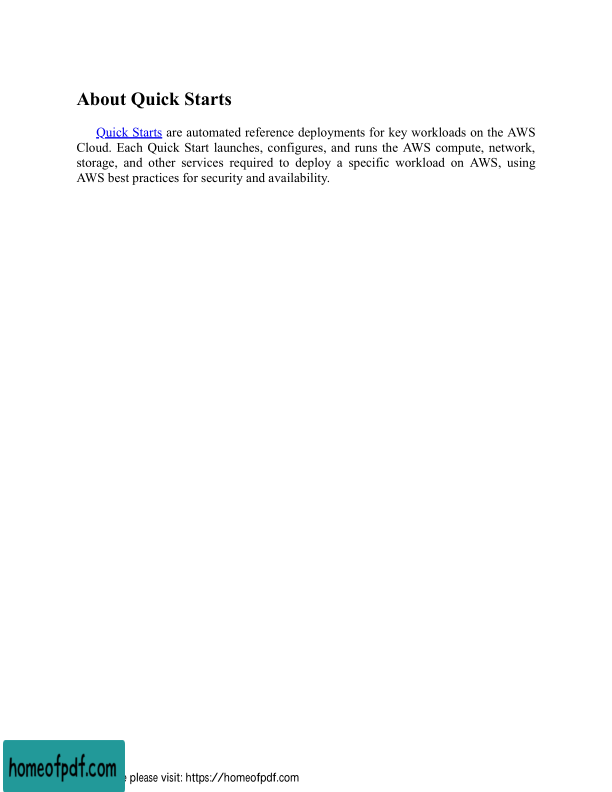 About Quick Starts
Quick Starts are automated reference deployments for key workloads on the AWS
Cloud. Each Quick Start launches, configures, and runs the AWS compute, network,
storage, and other services required to deploy a specific workload on AWS, using
AWS best practices for security and availability.
homeofpdf.com
please visit: https://homeofpdf.com